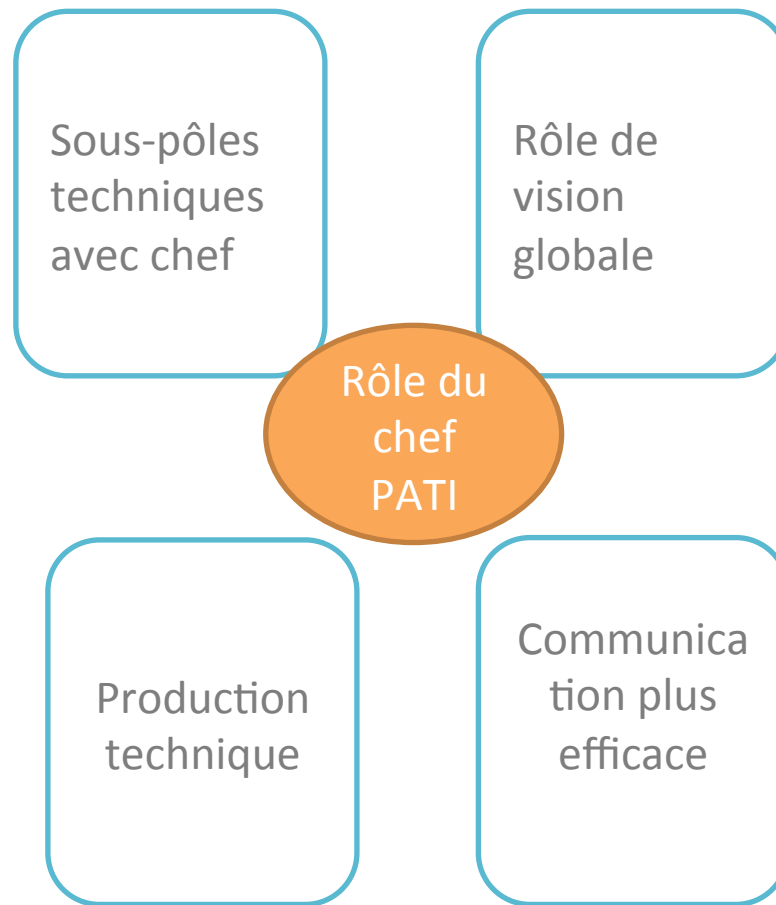 Sous-pôles
techniques
avec chef
Rôle de
vision
globale
Rôle du
chef
PATI
Production
technique
Communica
tion plus
efficace